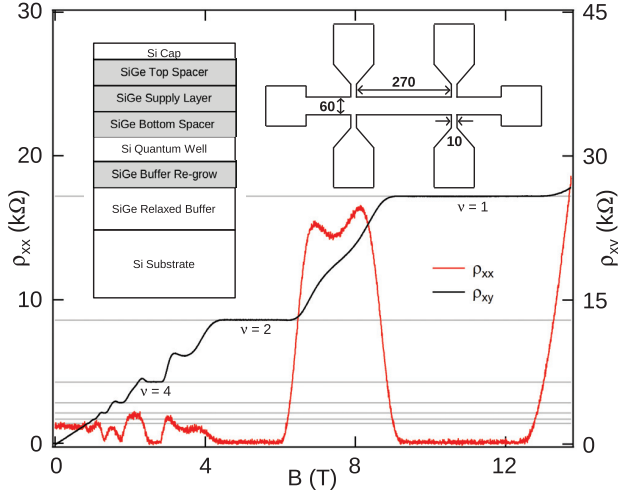 30
20
10
0
ρxx (kΩ)
45
30
15
0
ρxy (kΩ)
0
4
8
12
B (T)
Si Cap
SiGe Top Spacer
SiGe Supply Layer
SiGe Bottom Spacer
Si Quantum Well
SiGe Buffer Re-grow
SiGe Relaxed Buffer
Si Substrate
270
60
10
ν = 1
ρxx
ρxy
ν = 2
ν = 4